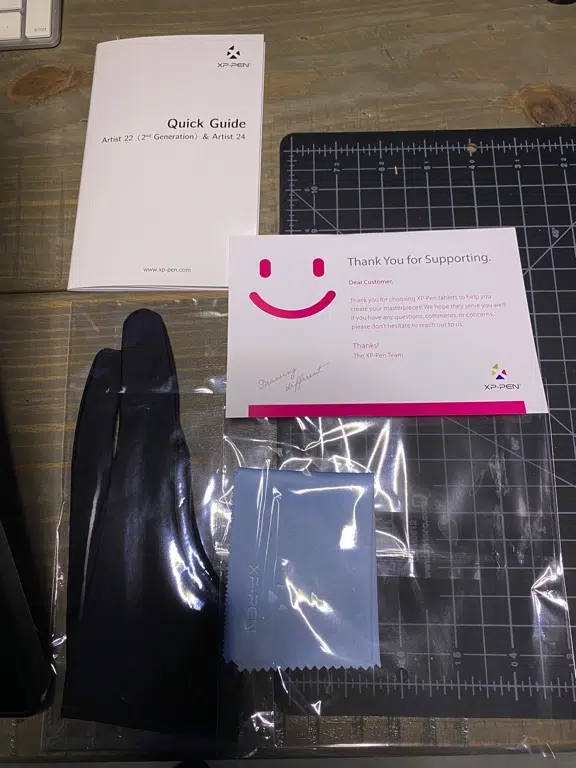 XP-PEN
Quick Guide
Artist 22 (2nd Generation) & Artist 24
www.xp-pen.com
Thank You for Supporting.
Dear Customer,
Thank you for choosing XP-Pen tablets to help you
create your masterpieces! We hope they serve you well!
If you have any questions, comments, or concerns,
please don't hesitate to reach out to us.
Thanks!
The XP-Pen Team
Drawing
different
XP-PEN
XP-PEN